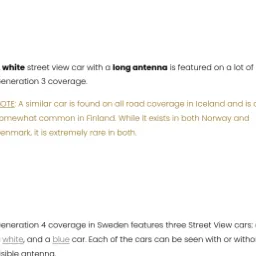 white street view car with a long antenna is featured on a lot of
eneration 3 coverage.
OTE: A similar car is found on all road coverage in Iceland and is
omewhat common in Finland. While it exists in both Norway and
enmark, it is extremely rare in both.
eneration 4 coverage in Sweden features three Street View cars:
white, and a blue car. Each of the cars can be seen with or witho
isible antenna.